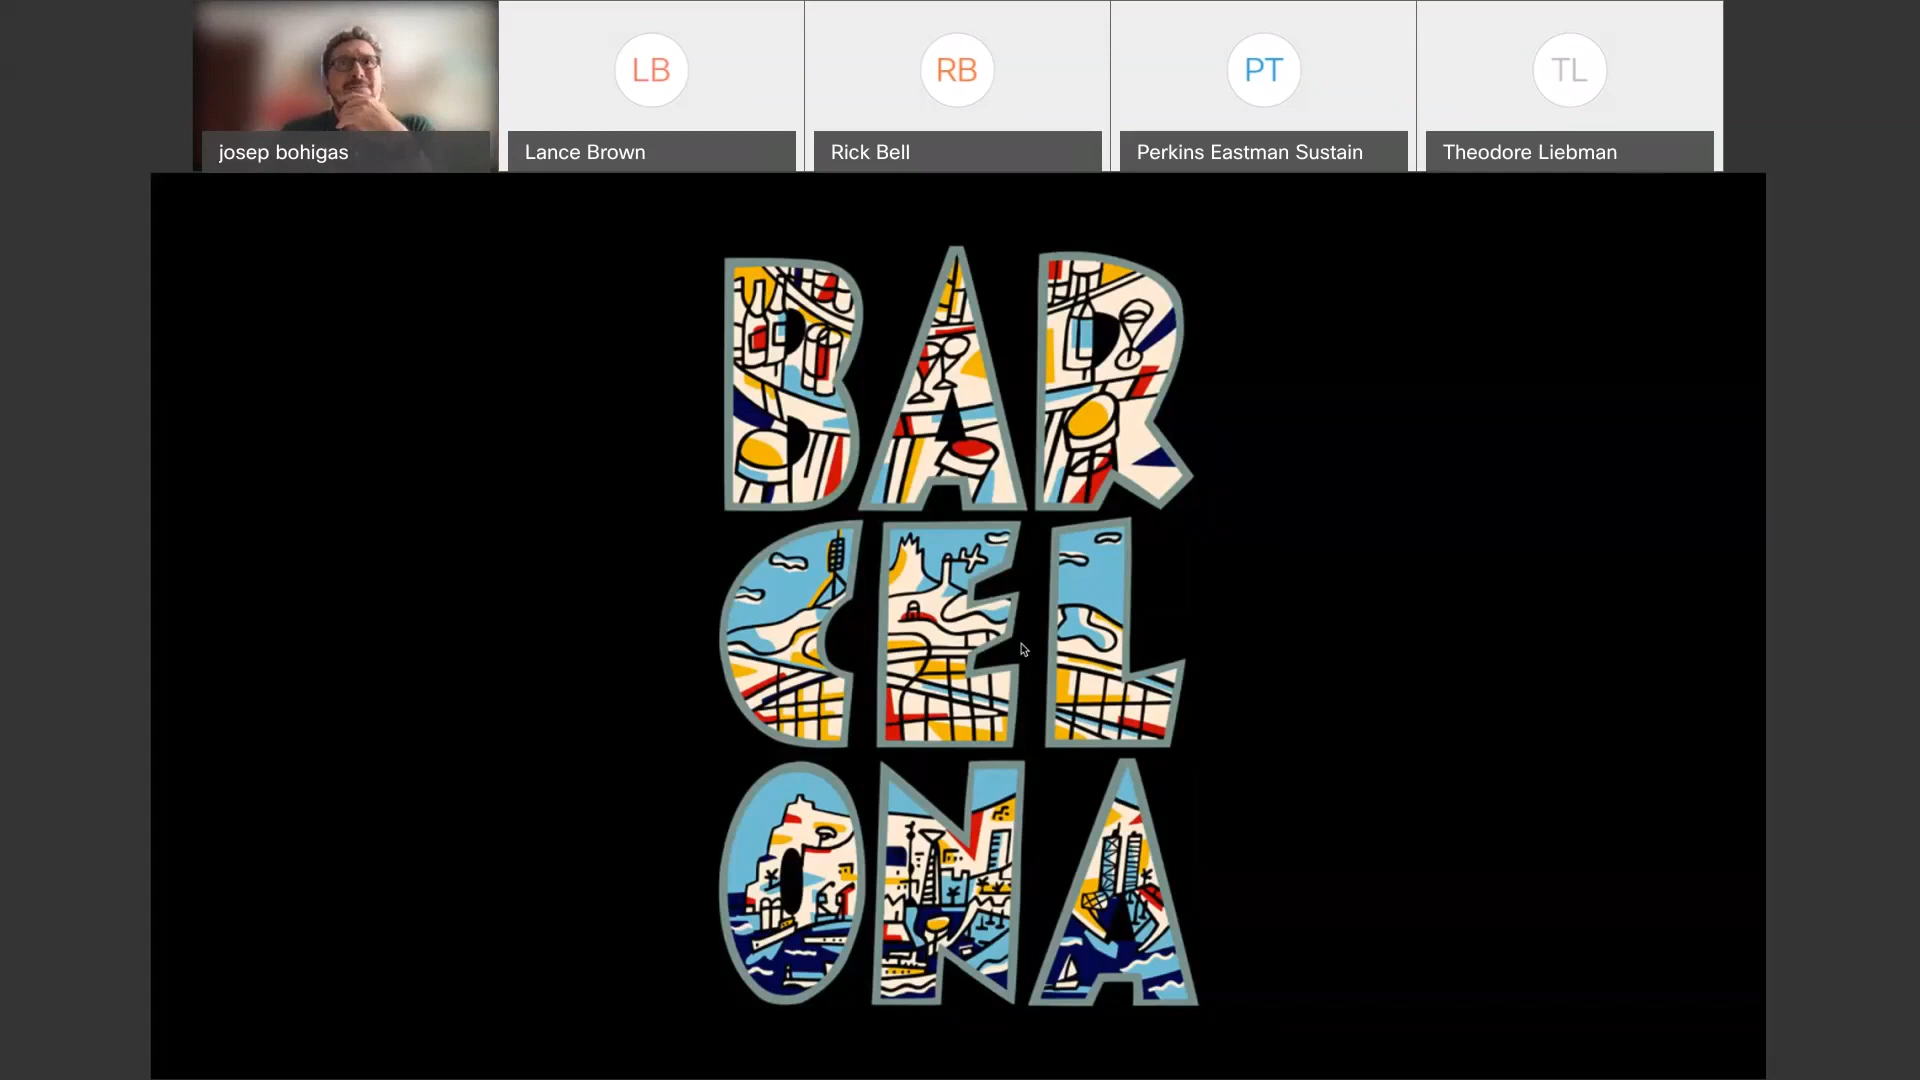 LB
RB
PT
TL
josep bohigas
Lance Brown
Rick Bell
Perkins Eastman Sustain
Theodore Liebman
BAR
CEL
ONA